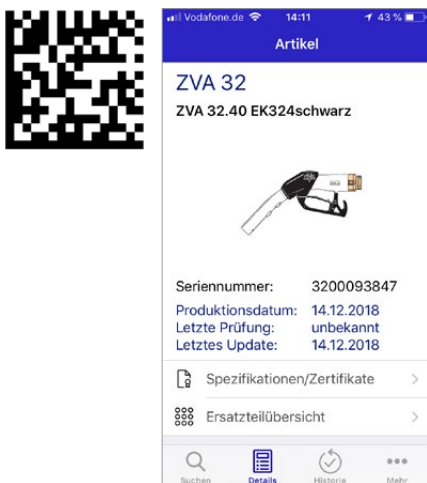 Vodafone.de 14:11 43 %
Artikel
ZVA 32
ZVA 32.40 EK324schwarz
Seriennummer: 3200093847
Produktionsdatum: 14.12.2018
Letzte Prüfung: unbekannt
Letztes Update: 14.12.2018
Spezifikationen/Zertifikate
Ersatzteilübersicht
Suchen Details Historie Mehr